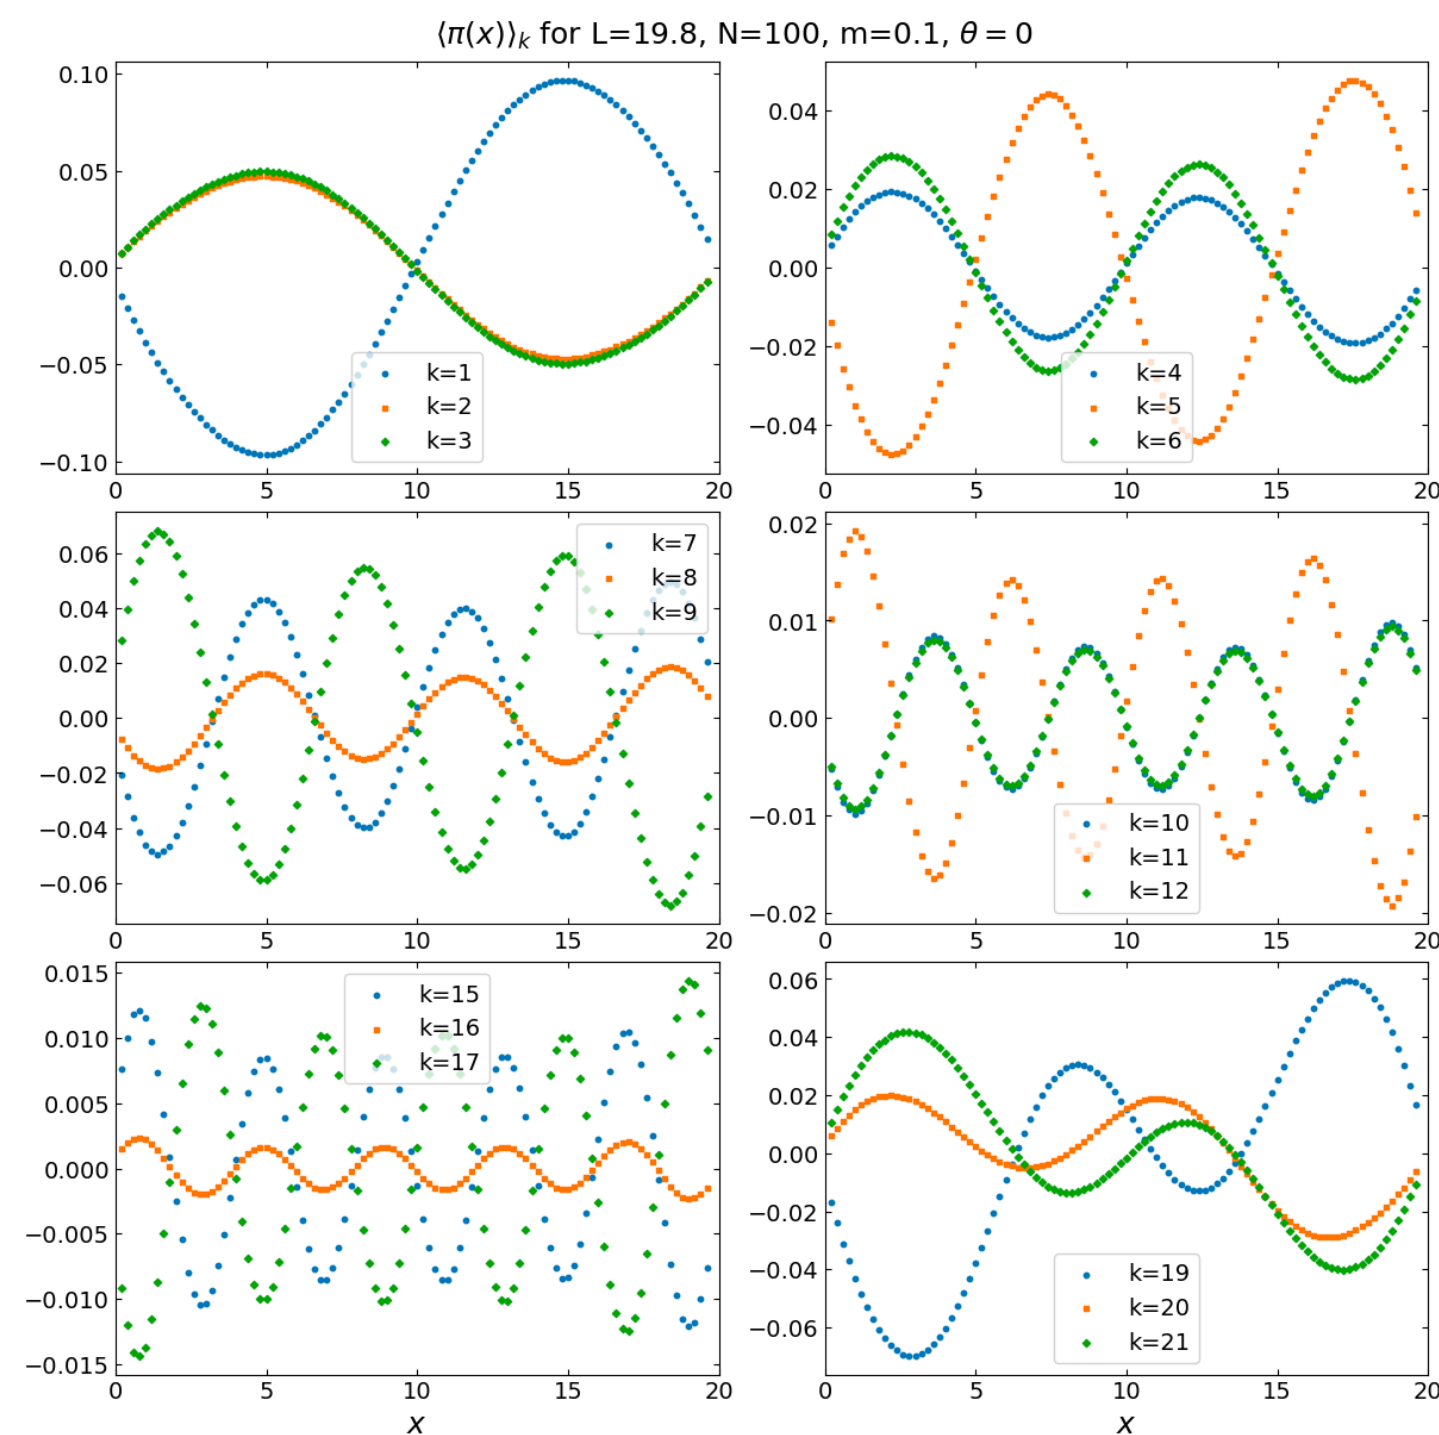 ⟨π(x)⟩k for L=19.8, N=100, m=0.1, θ = 0
0.10
0.05
0.00
−0.05
−0.10
0 5 10 15 20
k=1
k=2
k=3
0.04
0.02
0.00
−0.02
−0.04
0 5 10 15 20
k=4
k=5
k=6
0.06
0.04
0.02
0.00
−0.02
−0.04
−0.06
0 5 10 15 20
k=7
k=8
k=9
0.02
0.01
0.00
−0.01
−0.02
0 5 10 15 20
k=10
k=11
k=12
0.015
0.010
0.005
0.000
−0.005
−0.010
−0.015
0 5 10 15 20
k=15
k=16
k=17
x
0.06
0.04
0.02
0.00
−0.02
−0.04
−0.06
0 5 10 15 20
k=19
k=20
k=21
x